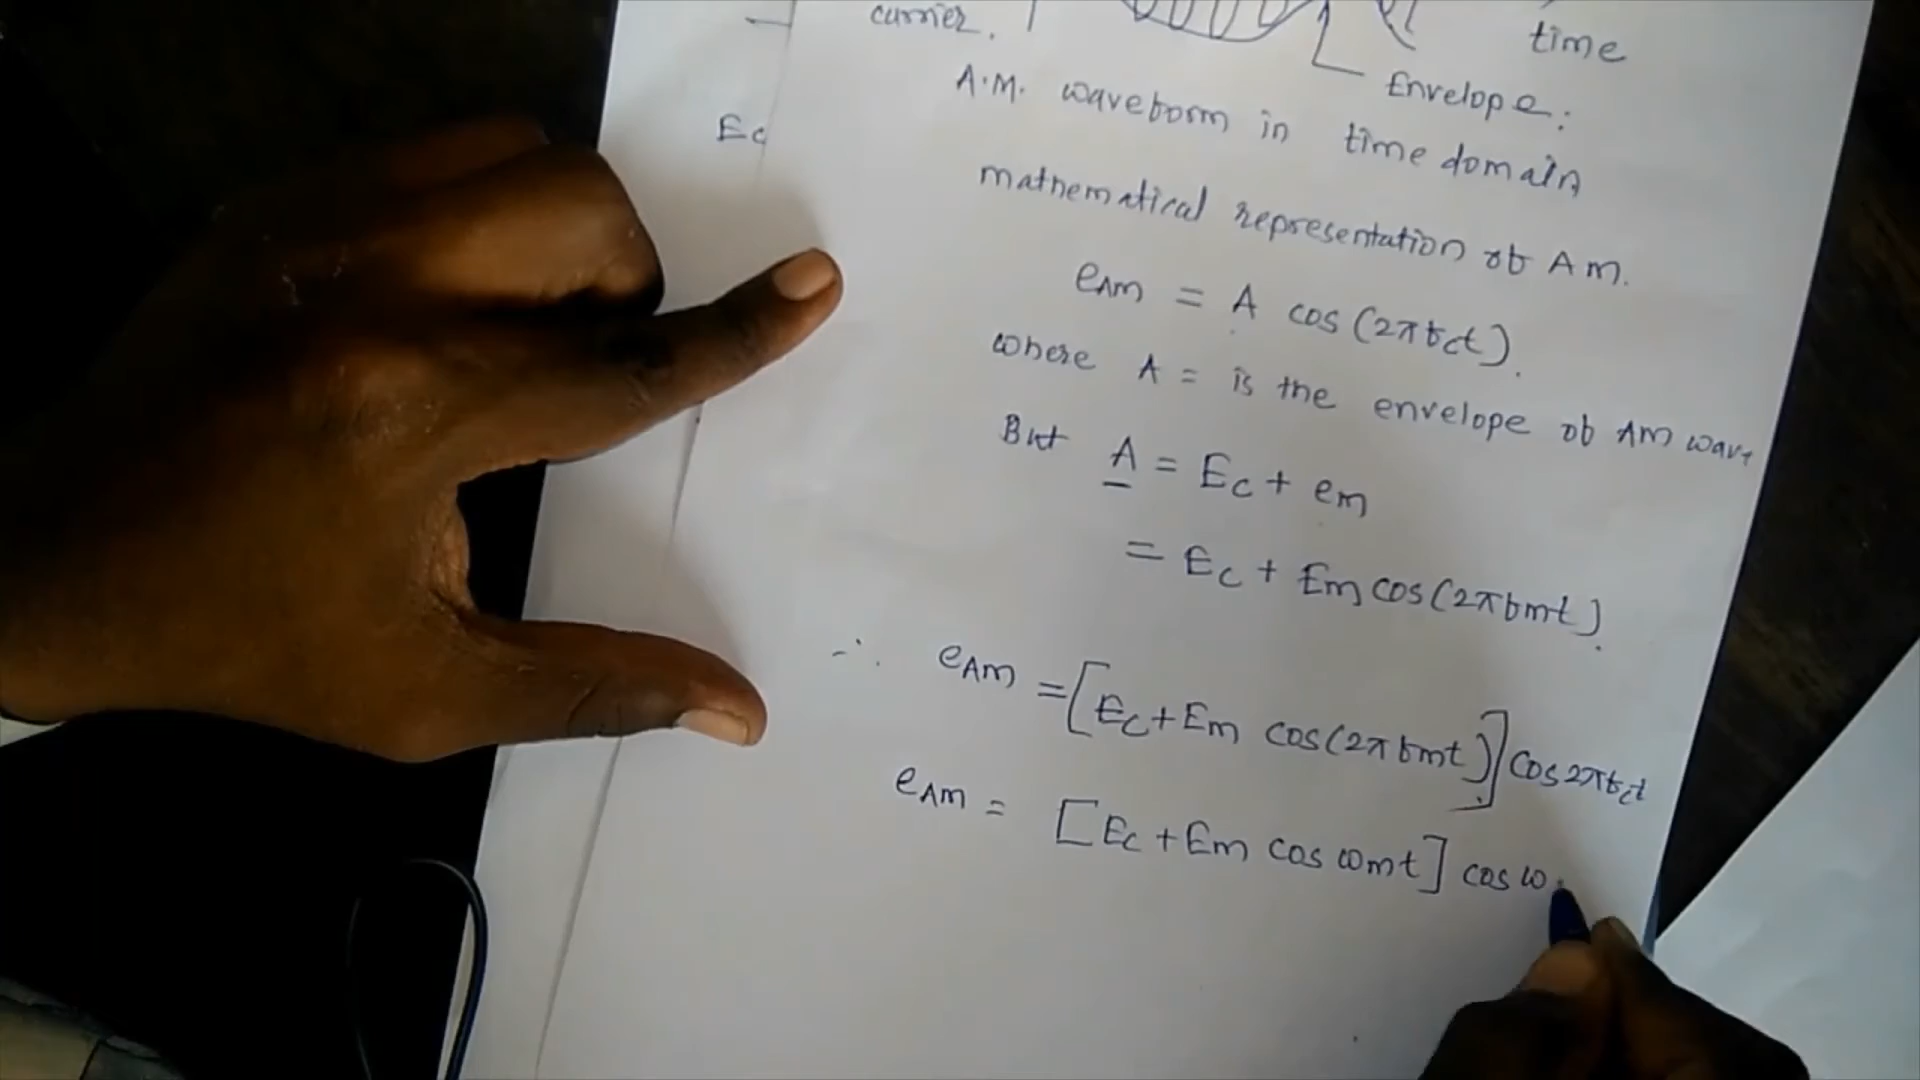 carrier.
time
Envelope:
A.M. waveform in time domain
Ec
mathematical representation of AM.
eAM = A cos (2πfct).
where A = is the envelope of AM wave
But A = Ec + em
= Ec + Em cos(2πfmt).
∴ eAM = [Ec + Em cos(2πfmt)] cos 2πfct
eAM = [Ec + Em cos ωmt] cos ω